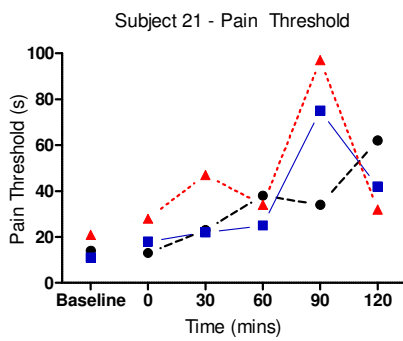 Subject 21 - Pain Threshold
Pain Threshold (s)
100
80
60
40
20
0
Baseline 0 30 60 90 120
Time (mins)